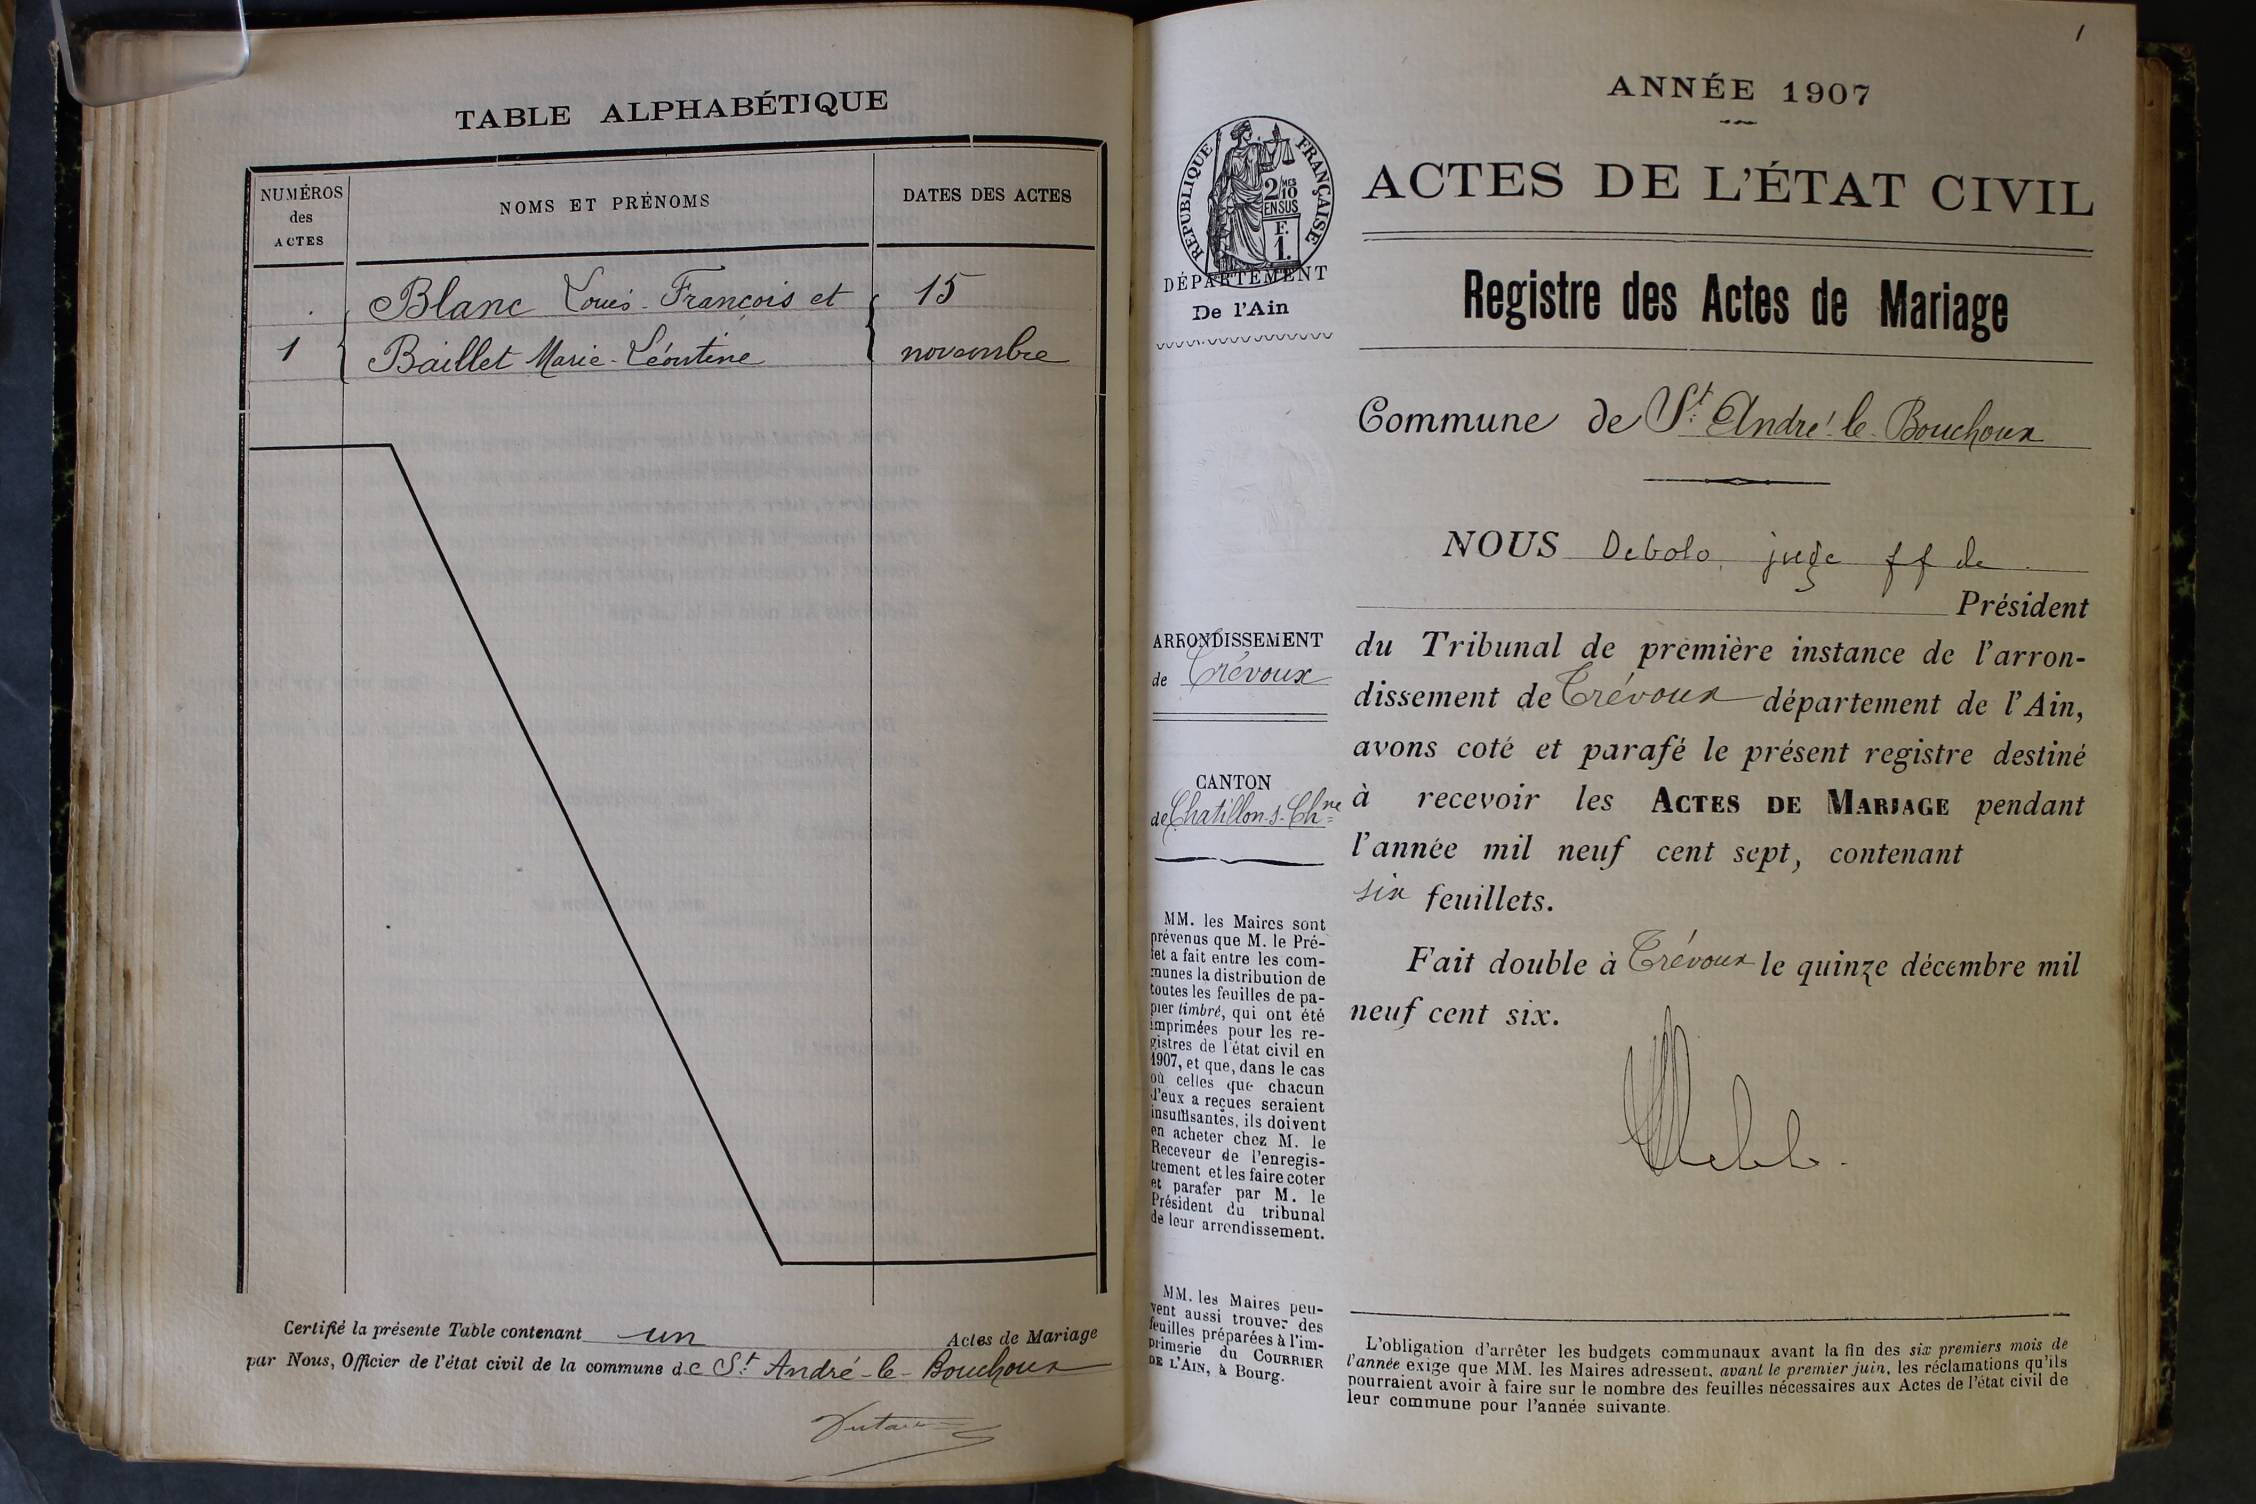 TABLE ALPHABÉTIQUE
NUMÉROS
des
ACTES
NOMS ET PRÉNOMS
DATES DES ACTES
Blanc Louis-François et
15
1
Baillet Marie-Léontine
novembre
Certifié la présente Table contenant un Actes de Mariage
par Nous, Officier de l'état civil de la commune de St André-le-Bouchoux
1
ANNÉE 1907
ACTES DE L'ÉTAT CIVIL
Registre des Actes de Mariage
RÉPUBLIQUE FRANÇAISE
2/MES
10
EN SUS
F.
1.
DÉPARTEMENT
De l'Ain
ARRONDISSEMENT
de Trévoux
CANTON
de Chatillon-s-Chne
MM. les Maires sont
prévenus que M. le Pré-
fet a fait entre les com-
munes la distribution de
toutes les feuilles de pa-
pier timbré, qui ont été
imprimées pour les re-
gistres de l'état civil en
1907, et que, dans le cas
où celles que chacun
d'eux a reçues seraient
insuffisantes, ils doivent
en acheter chez M. le
Receveur de l'enregis-
trement et les faire coter
et parafer par M. le
Président du tribunal
de leur arrondissement.
MM. les Maires peu-
vent aussi trouver des
feuilles préparées à l'im-
primerie du COURRIER
DE L'AIN, à Bourg.
Commune de St André-le-Bouchoux
NOUS Debolo, juge ff de
Président
du Tribunal de première instance de l'arron-
dissement de Trévoux département de l'Ain,
avons coté et parafé le présent registre destiné
à recevoir les ACTES DE MARIAGE pendant
l'année mil neuf cent sept, contenant
six feuillets.
Fait double à Trévoux le quinze décembre mil
neuf cent six.
L'obligation d'arrêter les budgets communaux avant la fin des six premiers mois de
l'année exige que MM. les Maires adressent, avant le premier juin, les réclamations qu'ils
pourraient avoir à faire sur le nombre des feuilles nécessaires aux Actes de l'état civil de
leur commune pour l'année suivante.